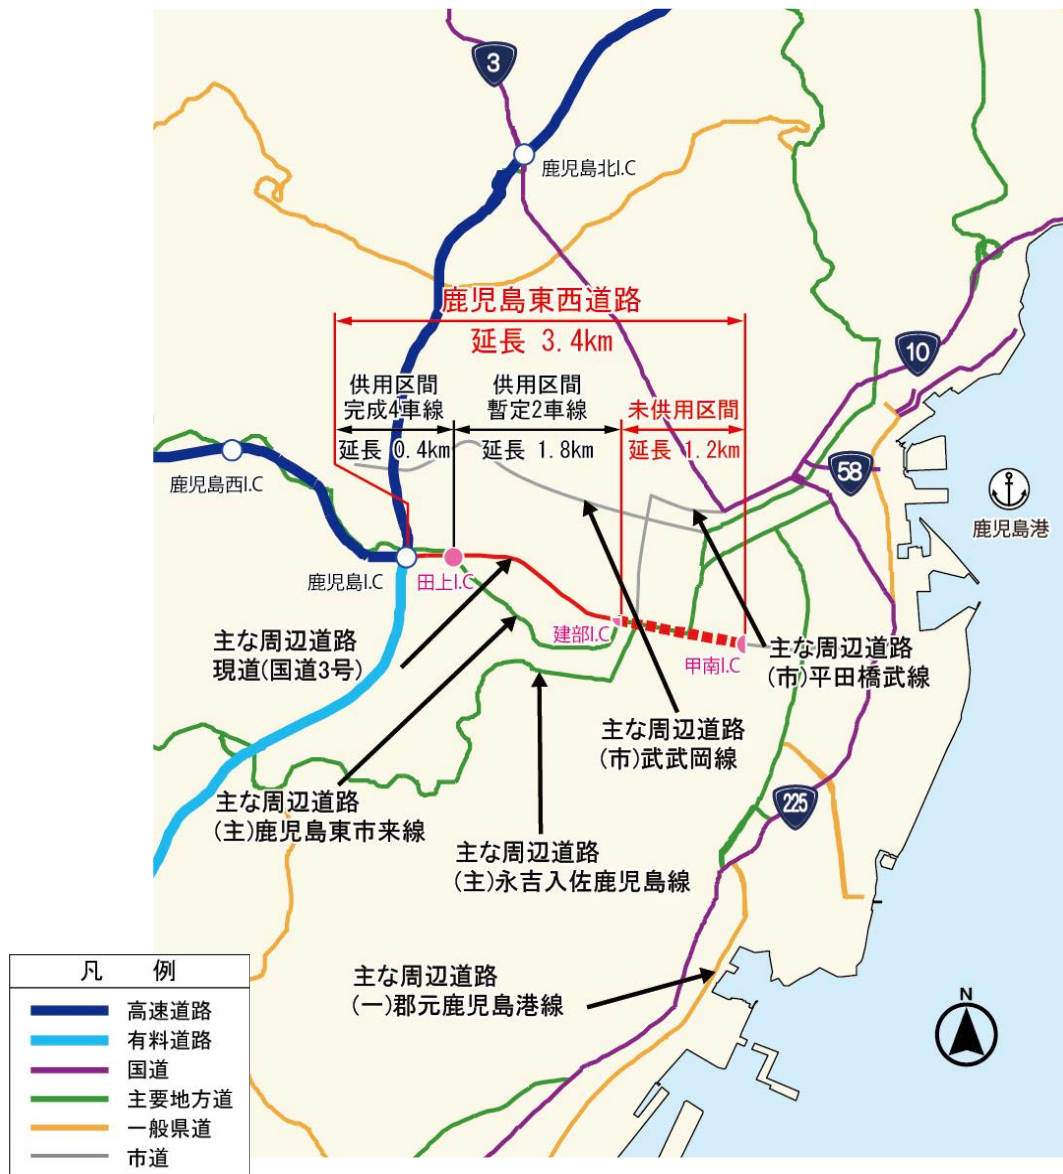 3
鹿児島北I.C
鹿児島東西道路
延長 3.4km
10
供用区間
完成4車線
延長 0.4km
供用区間
暫定2車線
延長 1.8km
未供用区間
延長 1.2km
鹿児島西I.C
58
鹿児島港
鹿児島I.C
田上I.C
建部I.C
甲南I.C
主な周辺道路
現道(国道3号)
主な周辺道路
(市)平田橋武線
主な周辺道路
(市)武武岡線
主な周辺道路
(主)鹿児島東市来線
225
主な周辺道路
(主)永吉入佐鹿児島線
主な周辺道路
(一)郡元鹿児島港線
N
凡 例
高速道路
有料道路
国道
主要地方道
一般県道
市道